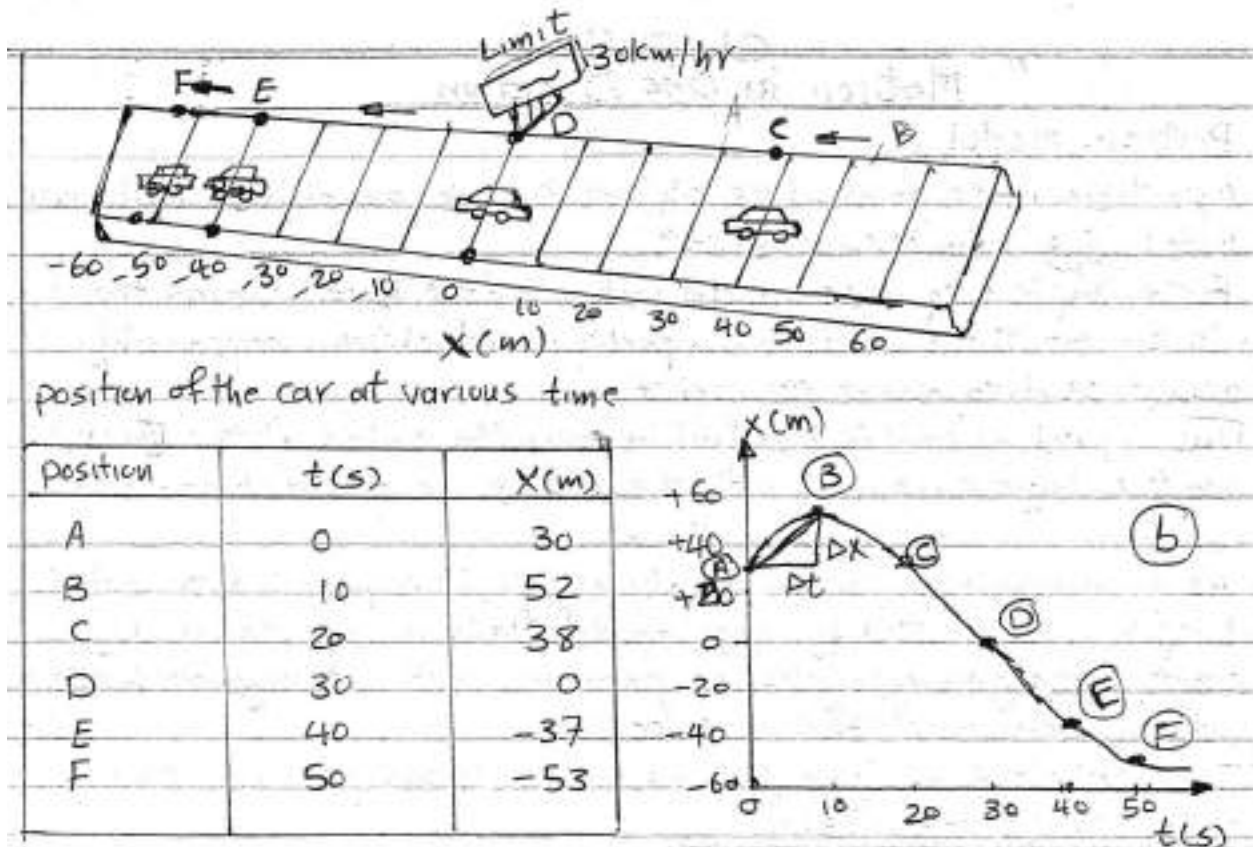 Limit
30km/hr
F E
D
A
C B
-60 -50 -40 -30 -20 -10 0 10 20 30 40 50 60
X(m)
position of the car at various time
position t(s) X(m)
A 0 30
B 10 52
C 20 38
D 30 0
E 40 -37
F 50 -53
X(m)
B
+60
b
+40
Δx
C
A
Δt
+20
D
0
-20
E
-40
F
-60
0 10 20 30 40 50
t(s)